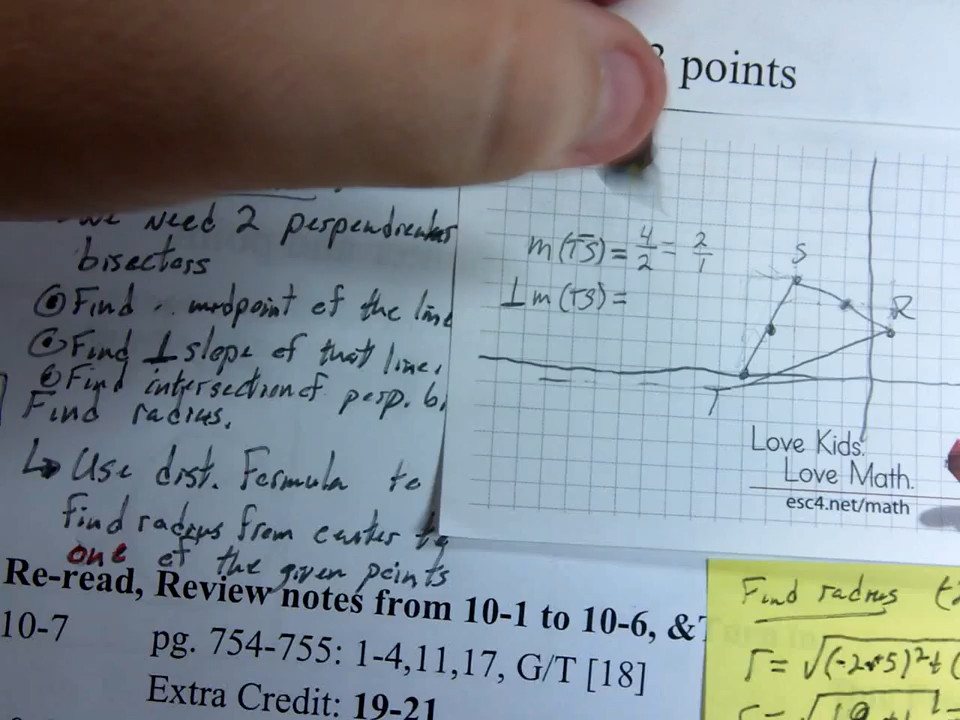 points
We need 2 perpendicular
bisectors
Find midpoint of the line
Find ⊥ slope of that line.
Find intersection of perp. b
Find radius.
↳ Use dist. Formula to
find radius from center to
one of the given points
m(TS) = 4/2 = 2/1
⊥ m(TS) =
S
R
T
Love Kids.
Love Math.
esc4.net/math
Re-read, Review notes from 10-1 to 10-6, &
10-7 pg. 754-755: 1-4,11,17, G/T [18]
Extra Credit: 19-21
Find radius
r = √(-2+5)²+(